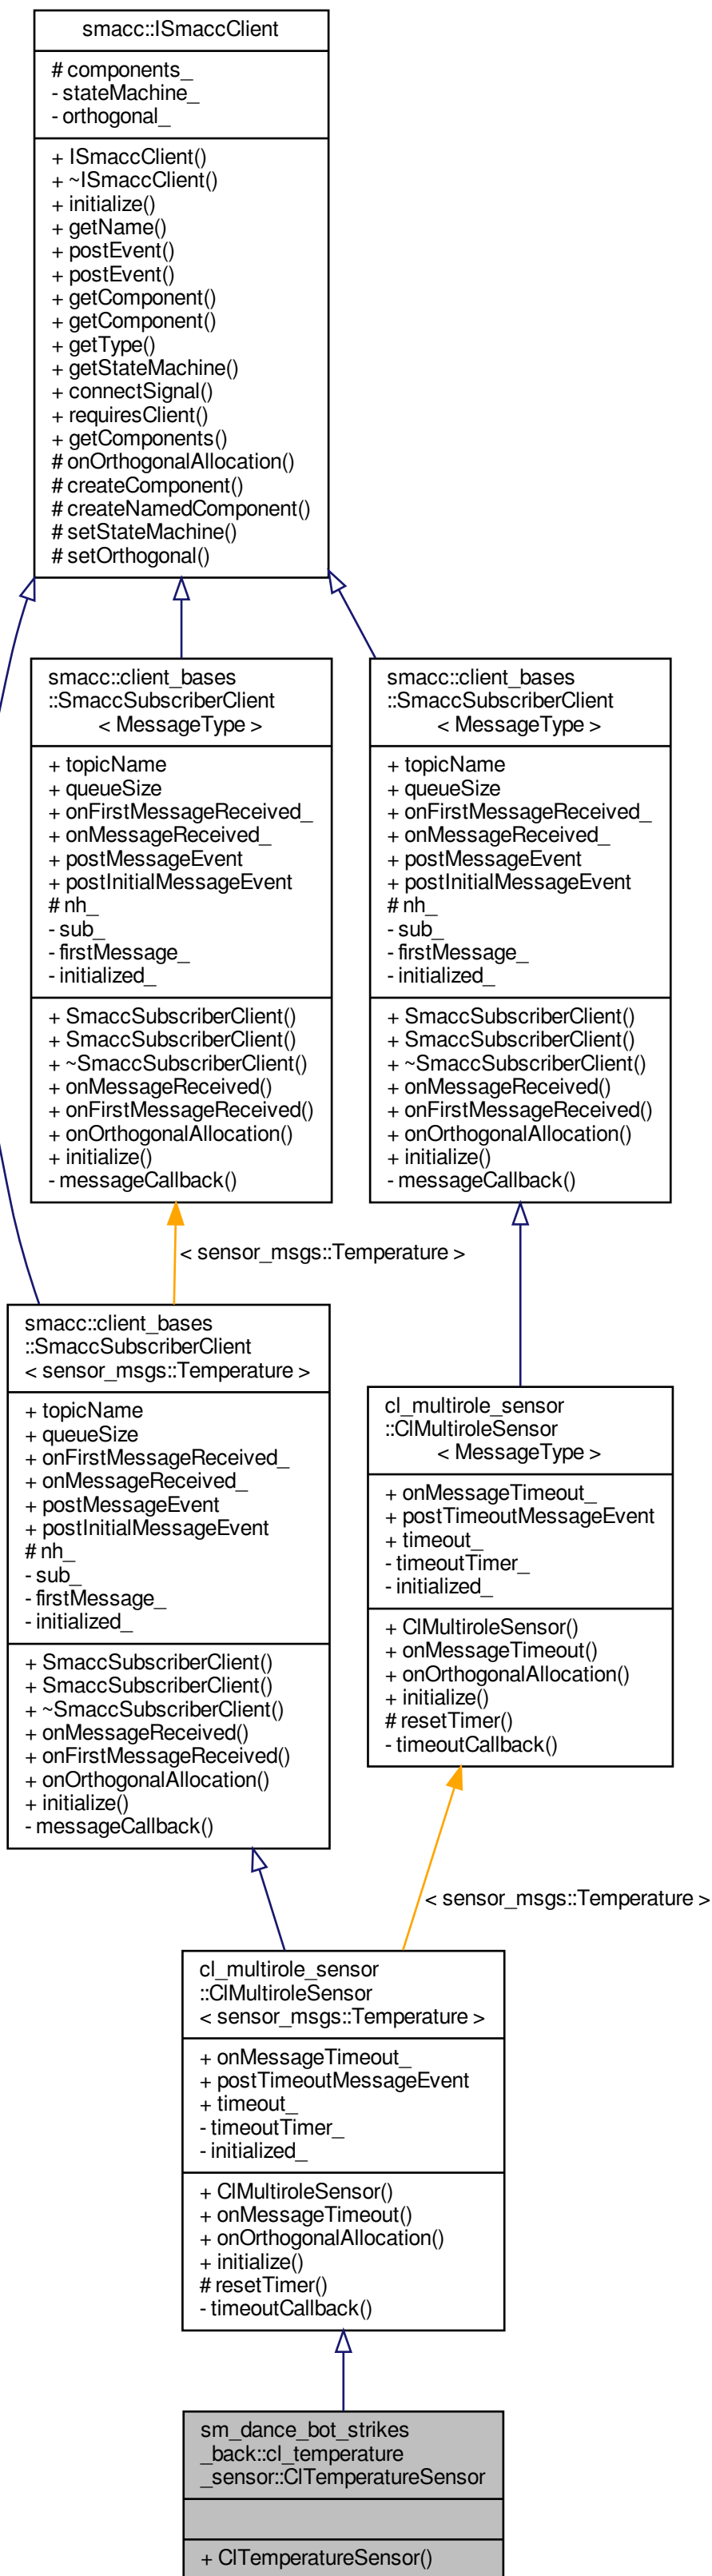 smacc::ISmaccClient
# components_
- stateMachine_
- orthogonal_
+ ISmaccClient()
+ ~ISmaccClient()
+ initialize()
+ getName()
+ postEvent()
+ postEvent()
+ getComponent()
+ getComponent()
+ getType()
+ getStateMachine()
+ connectSignal()
+ requiresClient()
+ getComponents()
# onOrthogonalAllocation()
# createComponent()
# createNamedComponent()
# setStateMachine()
# setOrthogonal()
smacc::client_bases
::SmaccSubscriberClient
< MessageType >
+ topicName
+ queueSize
+ onFirstMessageReceived_
+ onMessageReceived_
+ postMessageEvent
+ postInitialMessageEvent
# nh_
- sub_
- firstMessage_
- initialized_
+ SmaccSubscriberClient()
+ SmaccSubscriberClient()
+ ~SmaccSubscriberClient()
+ onMessageReceived()
+ onFirstMessageReceived()
+ onOrthogonalAllocation()
+ initialize()
- messageCallback()
smacc::client_bases
::SmaccSubscriberClient
< MessageType >
+ topicName
+ queueSize
+ onFirstMessageReceived_
+ onMessageReceived_
+ postMessageEvent
+ postInitialMessageEvent
# nh_
- sub_
- firstMessage_
- initialized_
+ SmaccSubscriberClient()
+ SmaccSubscriberClient()
+ ~SmaccSubscriberClient()
+ onMessageReceived()
+ onFirstMessageReceived()
+ onOrthogonalAllocation()
+ initialize()
- messageCallback()
< sensor_msgs::Temperature >
smacc::client_bases
::SmaccSubscriberClient
< sensor_msgs::Temperature >
+ topicName
+ queueSize
+ onFirstMessageReceived_
+ onMessageReceived_
+ postMessageEvent
+ postInitialMessageEvent
# nh_
- sub_
- firstMessage_
- initialized_
+ SmaccSubscriberClient()
+ SmaccSubscriberClient()
+ ~SmaccSubscriberClient()
+ onMessageReceived()
+ onFirstMessageReceived()
+ onOrthogonalAllocation()
+ initialize()
- messageCallback()
cl_multirole_sensor
::ClMultiroleSensor
< MessageType >
+ onMessageTimeout_
+ postTimeoutMessageEvent
+ timeout_
- timeoutTimer_
- initialized_
+ ClMultiroleSensor()
+ onMessageTimeout()
+ onOrthogonalAllocation()
+ initialize()
# resetTimer()
- timeoutCallback()
< sensor_msgs::Temperature >
cl_multirole_sensor
::ClMultiroleSensor
< sensor_msgs::Temperature >
+ onMessageTimeout_
+ postTimeoutMessageEvent
+ timeout_
- timeoutTimer_
- initialized_
+ ClMultiroleSensor()
+ onMessageTimeout()
+ onOrthogonalAllocation()
+ initialize()
# resetTimer()
- timeoutCallback()
sm_dance_bot_strikes
_back::cl_temperature
_sensor::ClTemperatureSensor
+ ClTemperatureSensor()